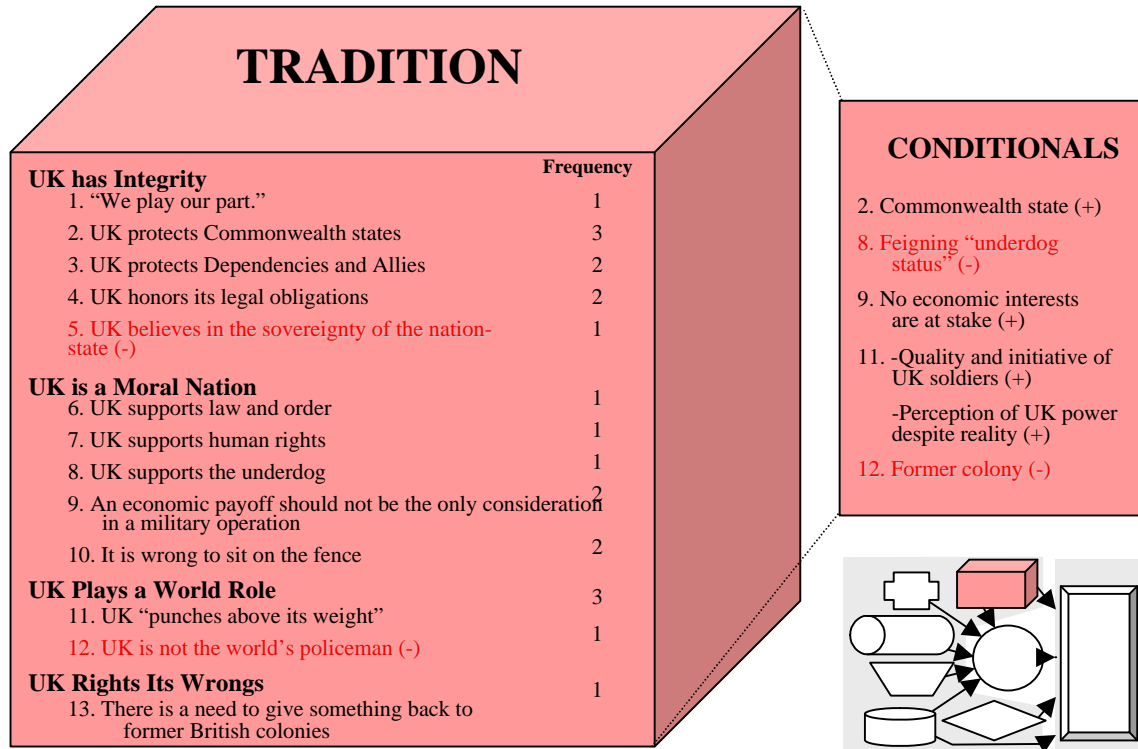 TRADITION
Frequency
UK has Integrity
1. “We play our part.” 1
2. UK protects Commonwealth states 3
3. UK protects Dependencies and Allies 2
4. UK honors its legal obligations 2
5. UK believes in the sovereignty of the nation- 1
state (-)
UK is a Moral Nation
6. UK supports law and order 1
7. UK supports human rights 1
8. UK supports the underdog 1
9. An economic payoff should not be the only consideration 2
in a military operation
10. It is wrong to sit on the fence 2
UK Plays a World Role
11. UK “punches above its weight” 3
12. UK is not the world’s policeman (-) 1
UK Rights Its Wrongs
13. There is a need to give something back to 1
former British colonies
CONDITIONALS
2. Commonwealth state (+)
8. Feigning “underdog
status” (-)
9. No economic interests
are at stake (+)
11. -Quality and initiative of
UK soldiers (+)
-Perception of UK power
despite reality (+)
12. Former colony (-)